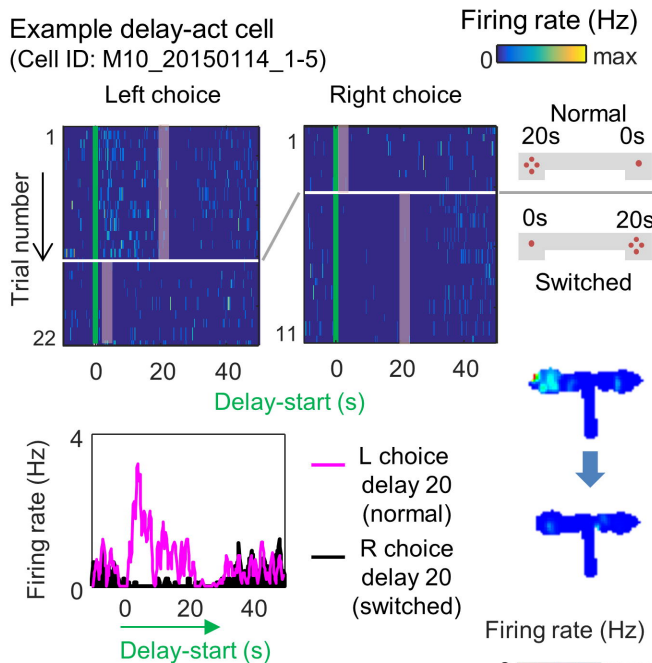 Example delay-act cell
(Cell ID: M10_20150114_1-5)
Firing rate (Hz)
0 max
Left choice
Right choice
Normal
20s 0s
0s 20s
Switched
Trial number
1
22
1
11
0 20 40
0 20 40
Delay-start (s)
Firing rate (Hz)
4
0
0 20 40
Delay-start (s)
L choice
delay 20
(normal)
R choice
delay 20
(switched)
Firing rate (Hz)